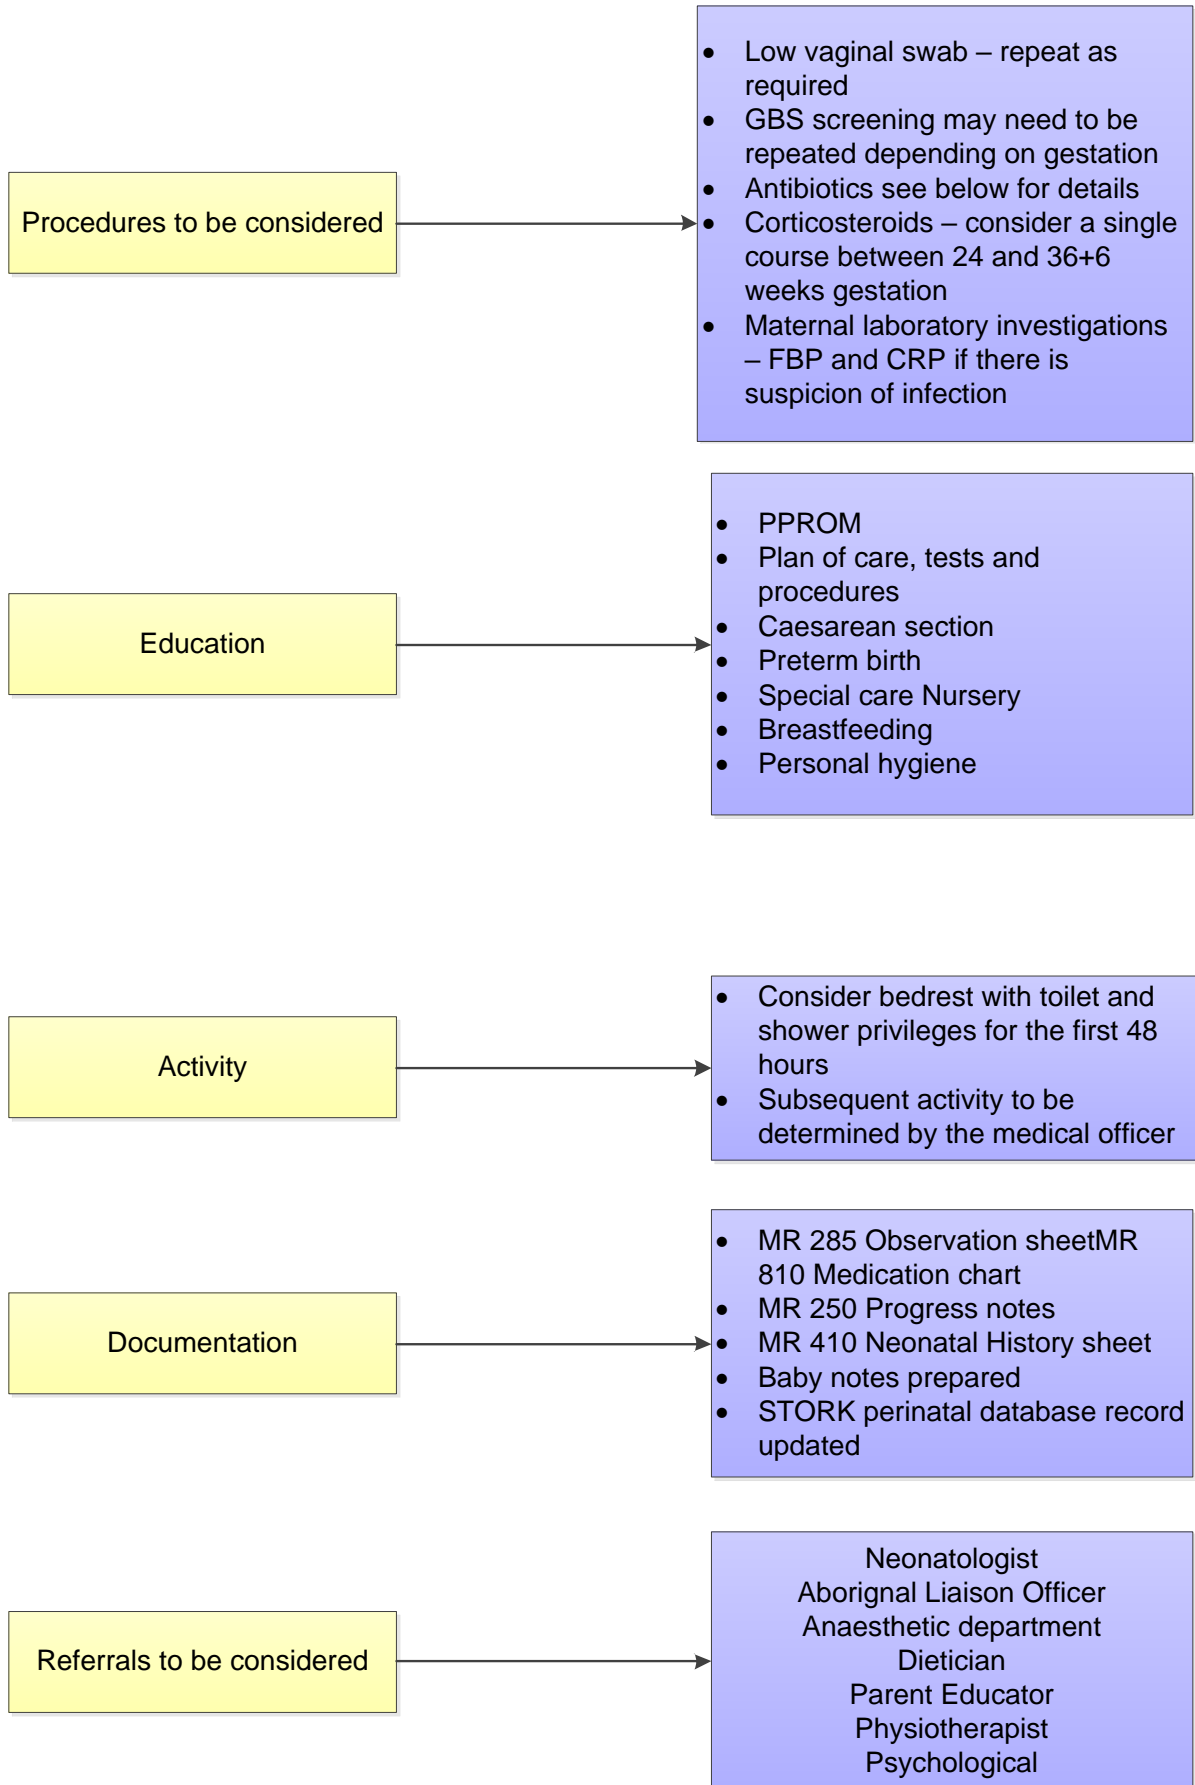 Procedures to be considered
• Low vaginal swab – repeat as
required
• GBS screening may need to be
repeated depending on gestation
• Antibiotics see below for details
• Corticosteroids – consider a single
course between 24 and 36+6
weeks gestation
• Maternal laboratory investigations
– FBP and CRP if there is
suspicion of infection
Education
• PPROM
• Plan of care, tests and
procedures
• Caesarean section
• Preterm birth
• Special care Nursery
• Breastfeeding
• Personal hygiene
Activity
• Consider bedrest with toilet and
shower privileges for the first 48
hours
• Subsequent activity to be
determined by the medical officer
Documentation
• MR 285 Observation sheetMR
810 Medication chart
• MR 250 Progress notes
• MR 410 Neonatal History sheet
• Baby notes prepared
• STORK perinatal database record
updated
Referrals to be considered
Neonatologist
Aborignal Liaison Officer
Anaesthetic department
Dietician
Parent Educator
Physiotherapist
Psychological